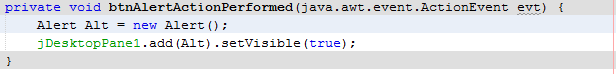 private void btnAlertActionPerformed(java.awt.event.ActionEvent evt) {
Alert Alt = new Alert();
jDesktopPane1.add(Alt).setVisible(true);
}